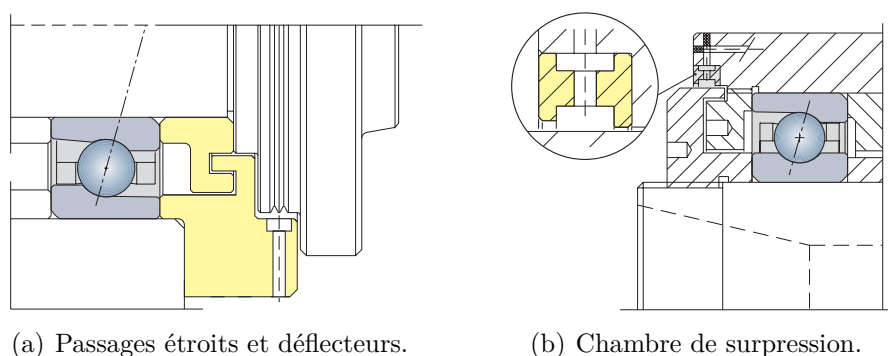 (a) Passages étroits et déflecteurs.
(b) Chambre de surpression.